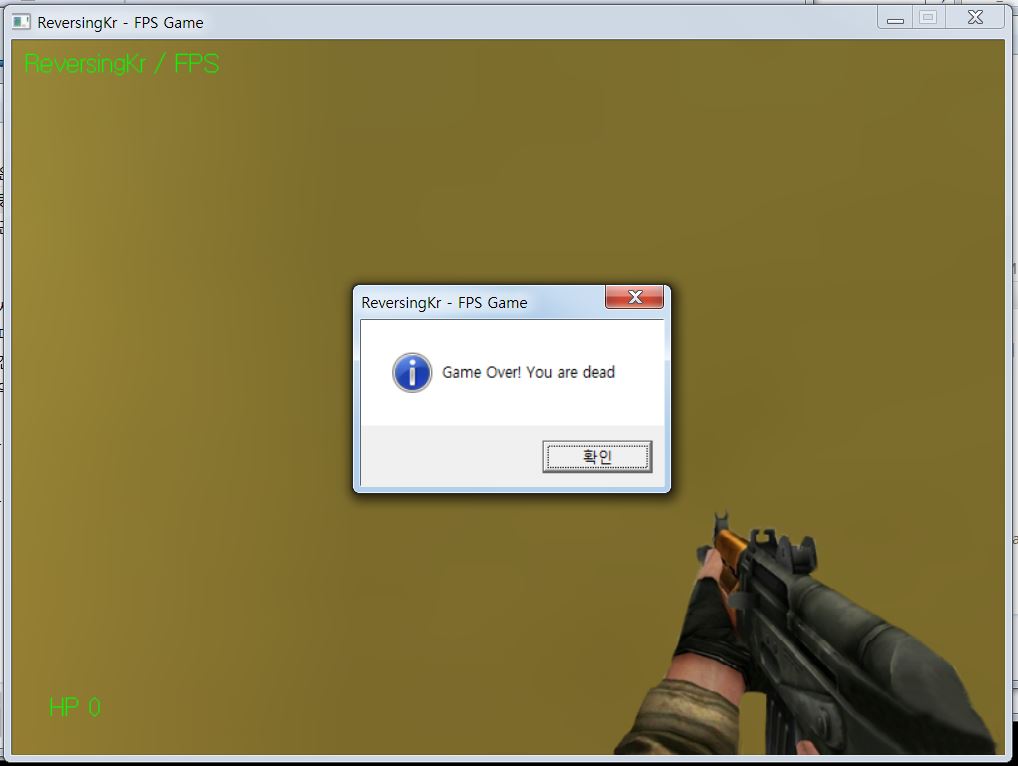 ReversingKr - FPS Game
ReversingKr / FPS
ReversingKr - FPS Game
Game Over! You are dead
확인
HP 0